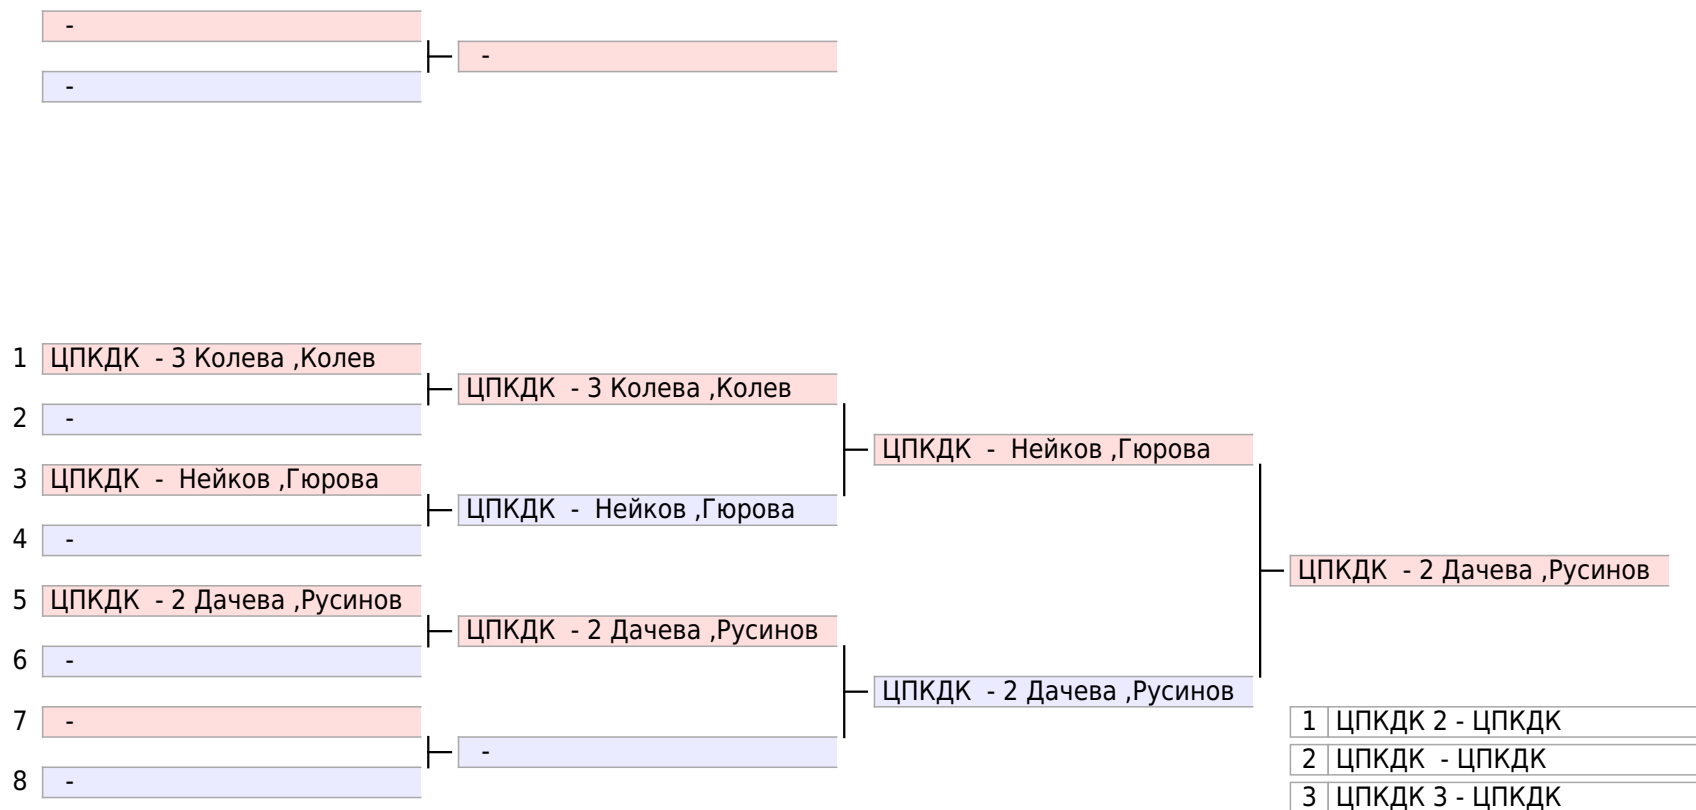 -
-
-
1 ЦПКДК - 3 Колева ,Колев
ЦПКДК - 3 Колева ,Колев
2 -
ЦПКДК - Нейков ,Гюрова
3 ЦПКДК - Нейков ,Гюрова
ЦПКДК - Нейков ,Гюрова
4 -
ЦПКДК - 2 Дачева ,Русинов
5 ЦПКДК - 2 Дачева ,Русинов
ЦПКДК - 2 Дачева ,Русинов
6 -
ЦПКДК - 2 Дачева ,Русинов
7 -
-
8 -
1 ЦПКДК 2 - ЦПКДК
2 ЦПКДК - ЦПКДК
3 ЦПКДК 3 - ЦПКДК